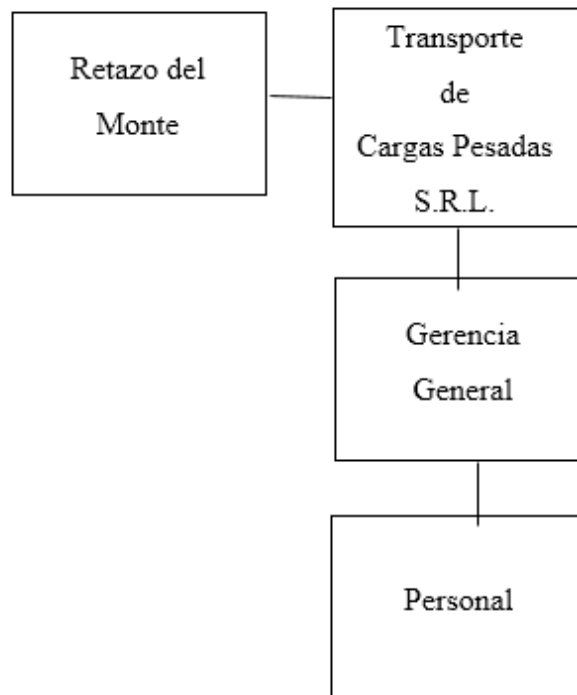 Retazo del
Monte
Transporte
de
Cargas Pesadas
S.R.L.
Gerencia
General
Personal